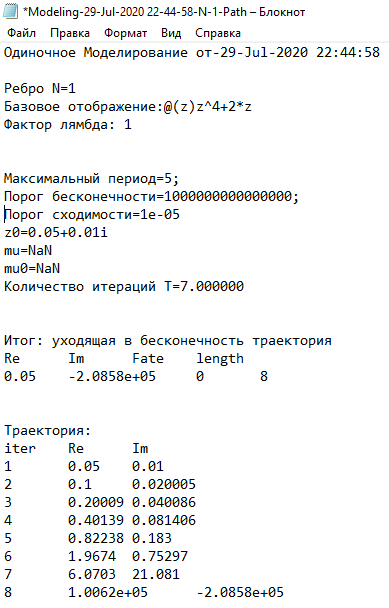 *Modeling-29-Jul-2020 22-44-58-N-1-Path – Блокнот
Файл Правка Формат Вид Справка
Одиночное Моделирование от-29-Jul-2020 22:44:58
Ребро N=1
Базовое отображение:@(z)z^4+2*z
Фактор лямбда: 1
Максимальный период=5;
Порог бесконечности=1000000000000000;
Порог сходимости=1e-05
z0=0.05+0.01i
mu=NaN
mu0=NaN
Количество итераций T=7.000000
Итог: уходящая в бесконечность траектория
Re Im Fate length
0.05 -2.0858e+05 0 8
Траектория:
iter Re Im
1 0.05 0.01
2 0.1 0.020005
3 0.20009 0.040086
4 0.40139 0.081406
5 0.82238 0.183
6 1.9674 0.75297
7 6.0703 21.081
8 1.0062e+05 -2.0858e+05